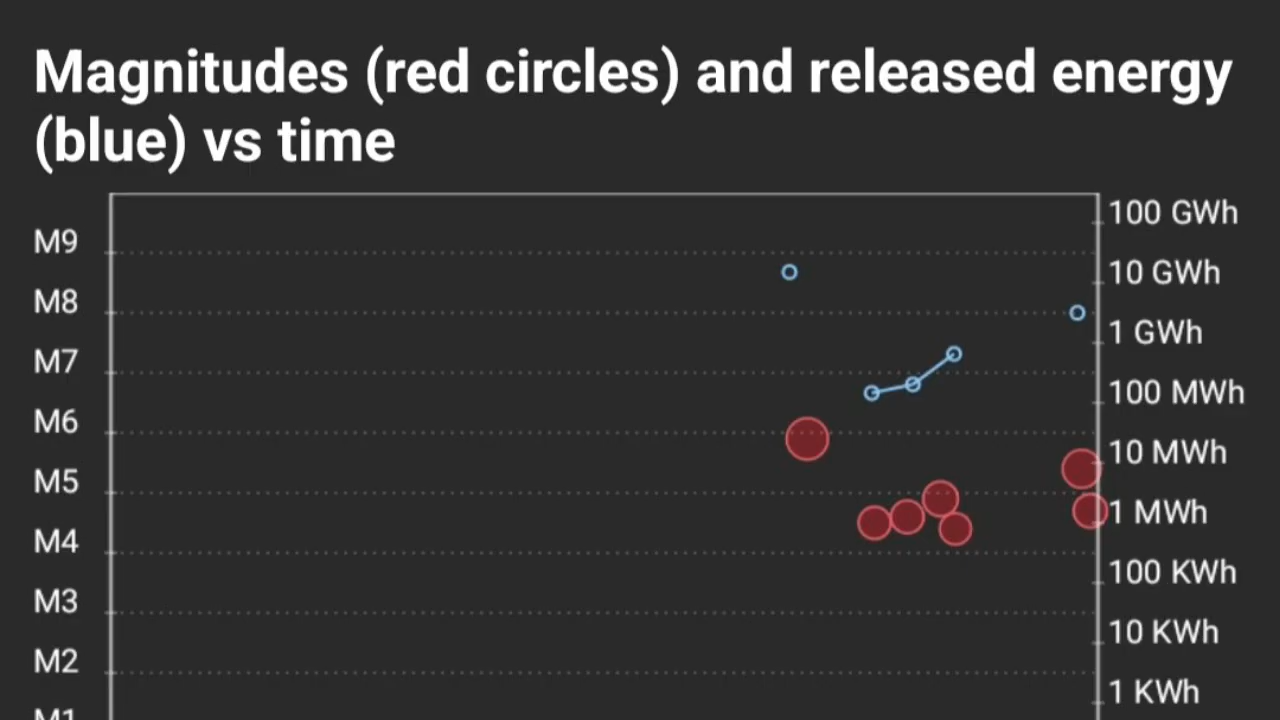 Magnitudes (red circles) and released energy
(blue) vs time
M9
M8
M7
M6
M5
M4
M3
M2
M1
100 GWh
10 GWh
1 GWh
100 MWh
10 MWh
1 MWh
100 KWh
10 KWh
1 KWh